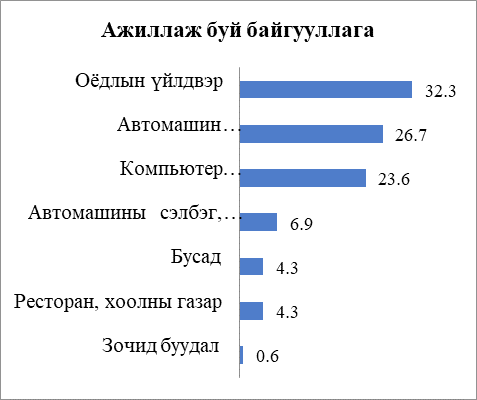 Ажиллаж буй байгууллага
Оёдлын үйлдвэр
32.3
Автомашин…
26.7
Компьютер…
23.6
Автомашины сэлбэг,…
6.9
Бусад
4.3
Ресторан, хоолны газар
4.3
Зочид буудал
0.6